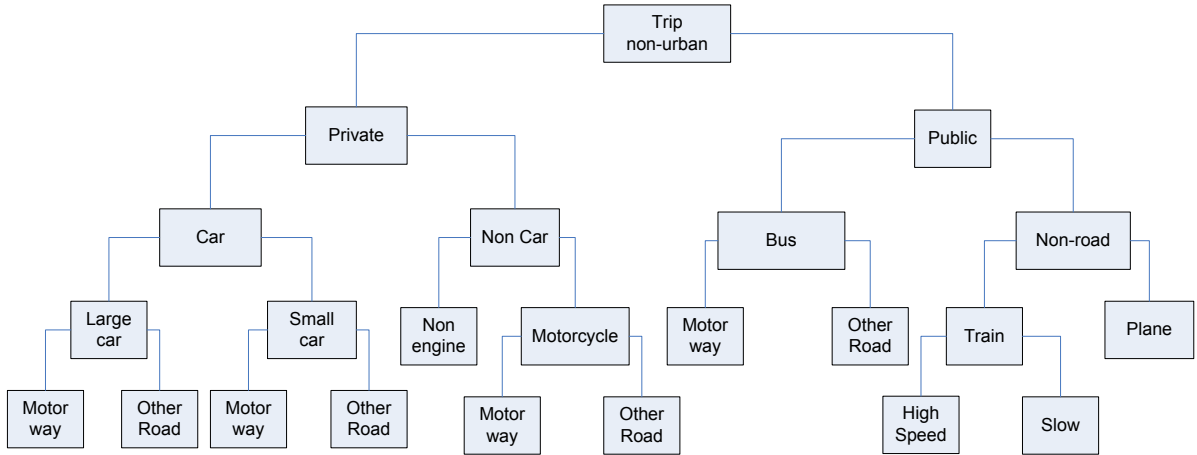 Trip
non-urban
Private
Public
Car
Non Car
Bus
Non-road
Large
car
Small
car
Non
engine
Motorcycle
Motor
way
Other
Road
Train
Plane
Motor
way
Other
Road
Motor
way
Other
Road
Motor
way
Other
Road
High
Speed
Slow